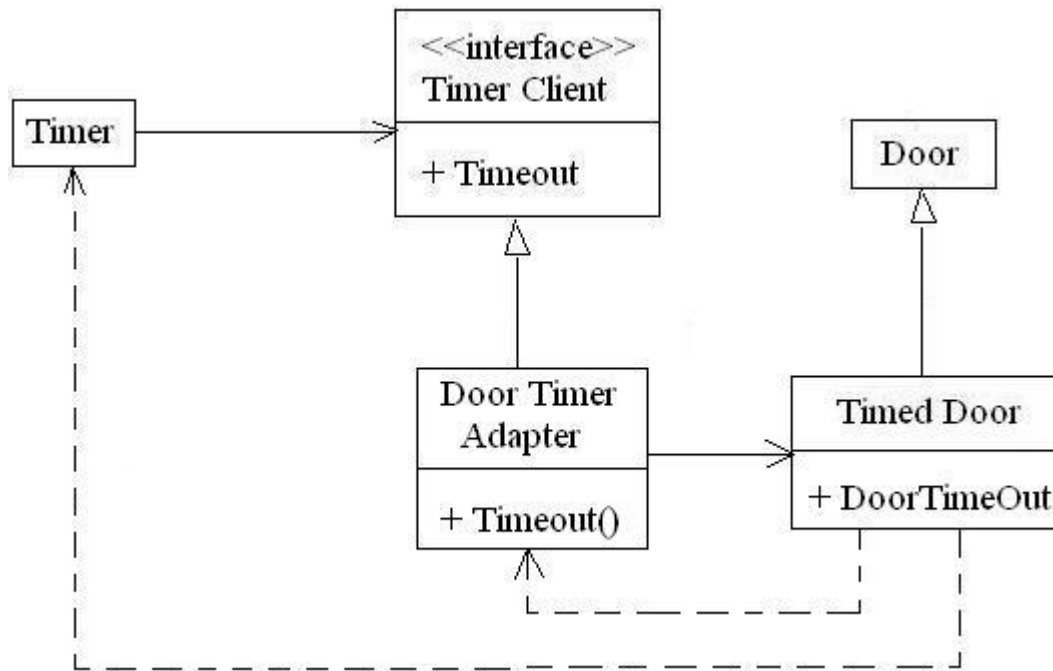 <<interface>>
Timer Client
+ Timeout
Timer
Door
Door Timer
Adapter
+ Timeout()
Timed Door
+ DoorTimeOut